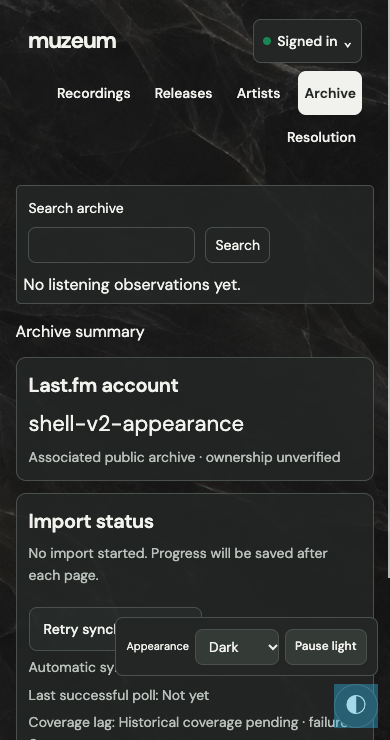 muzeum
Signed in
Recordings Releases Artists Archive
Resolution
Search archive
Search
No listening observations yet.
Archive summary
Last.fm account
shell-v2-appearance
Associated public archive · ownership unverified
Import status
No import started. Progress will be saved after
each page.
Retry
Appearance Dark Pause light
Automatic
Last successful poll: Not yet
Coverage lag: Historical coverage pending · failure